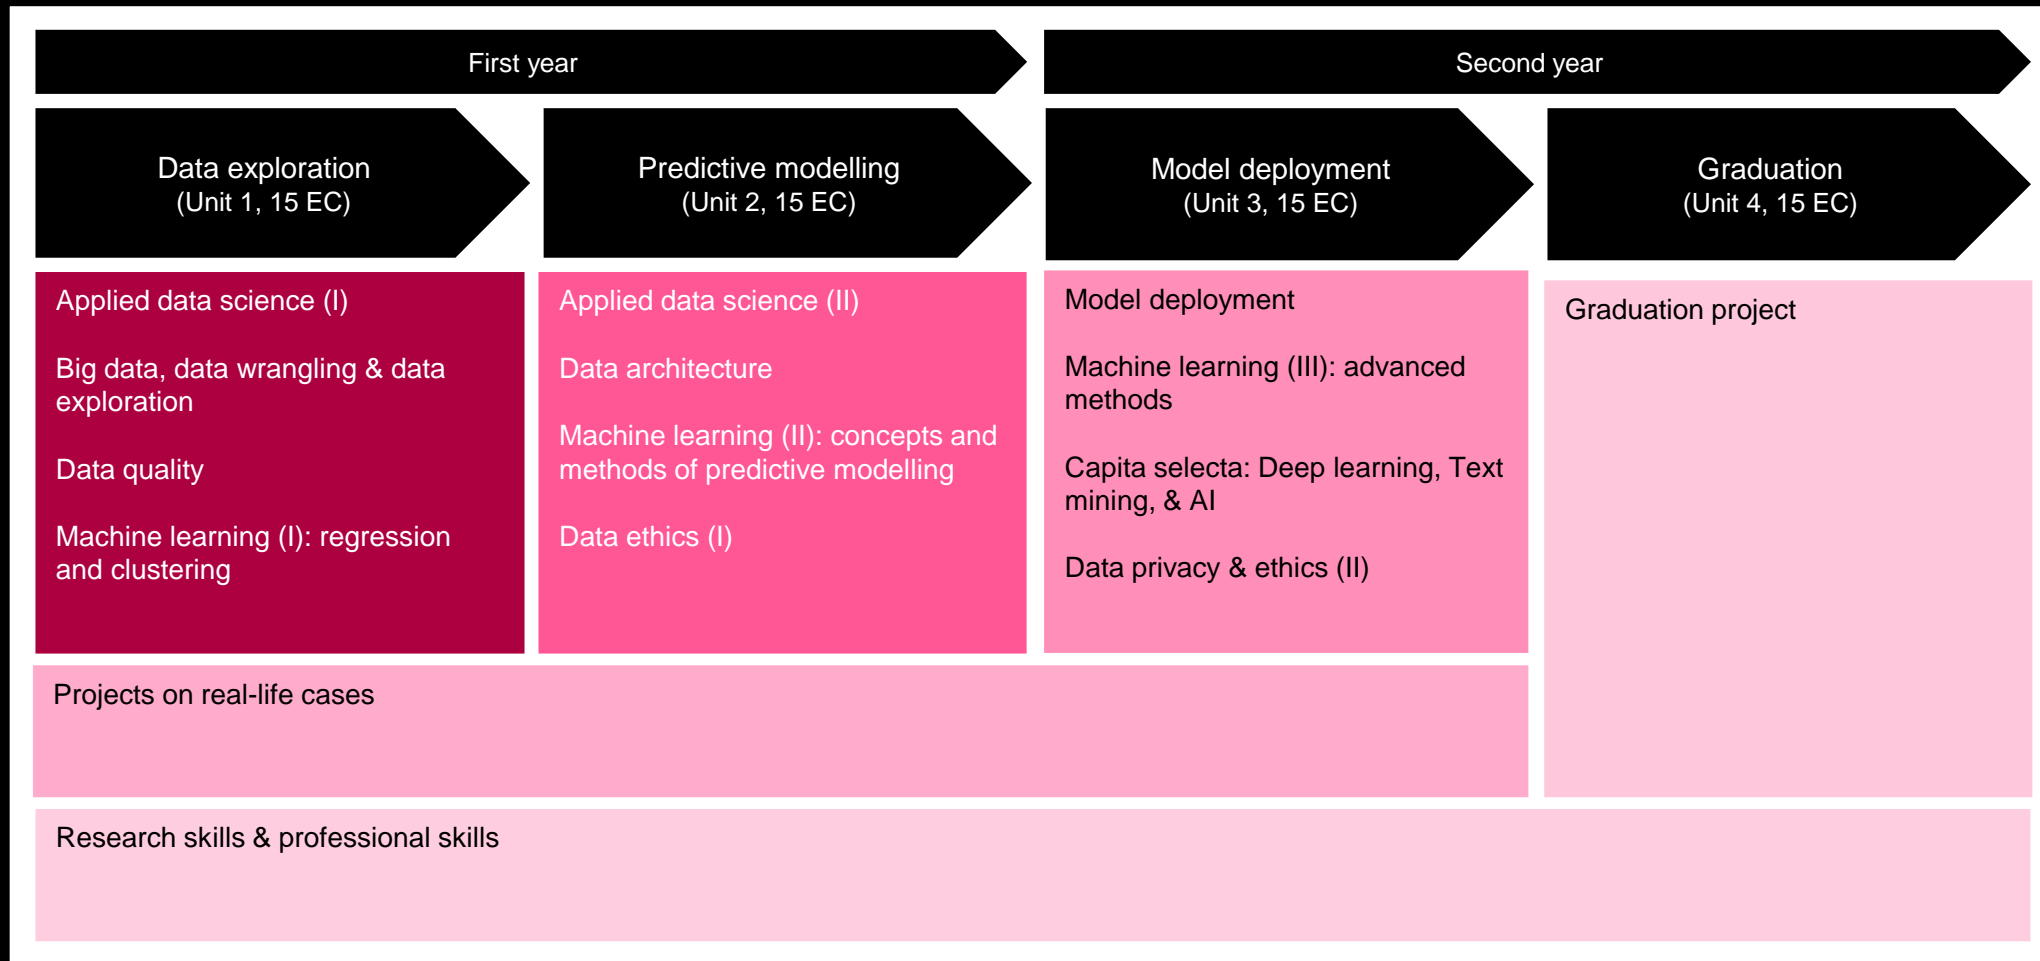 First year
Second year
Data exploration
(Unit 1, 15 EC)
Predictive modelling
(Unit 2, 15 EC)
Model deployment
(Unit 3, 15 EC)
Graduation
(Unit 4, 15 EC)
Applied data science (I)
Big data, data wrangling & data
exploration
Data quality
Machine learning (I): regression
and clustering
Applied data science (II)
Data architecture
Machine learning (II): concepts and
methods of predictive modelling
Data ethics (I)
Model deployment
Machine learning (III): advanced
methods
Capita selecta: Deep learning, Text
mining, & AI
Data privacy & ethics (II)
Graduation project
Projects on real-life cases
Research skills & professional skills